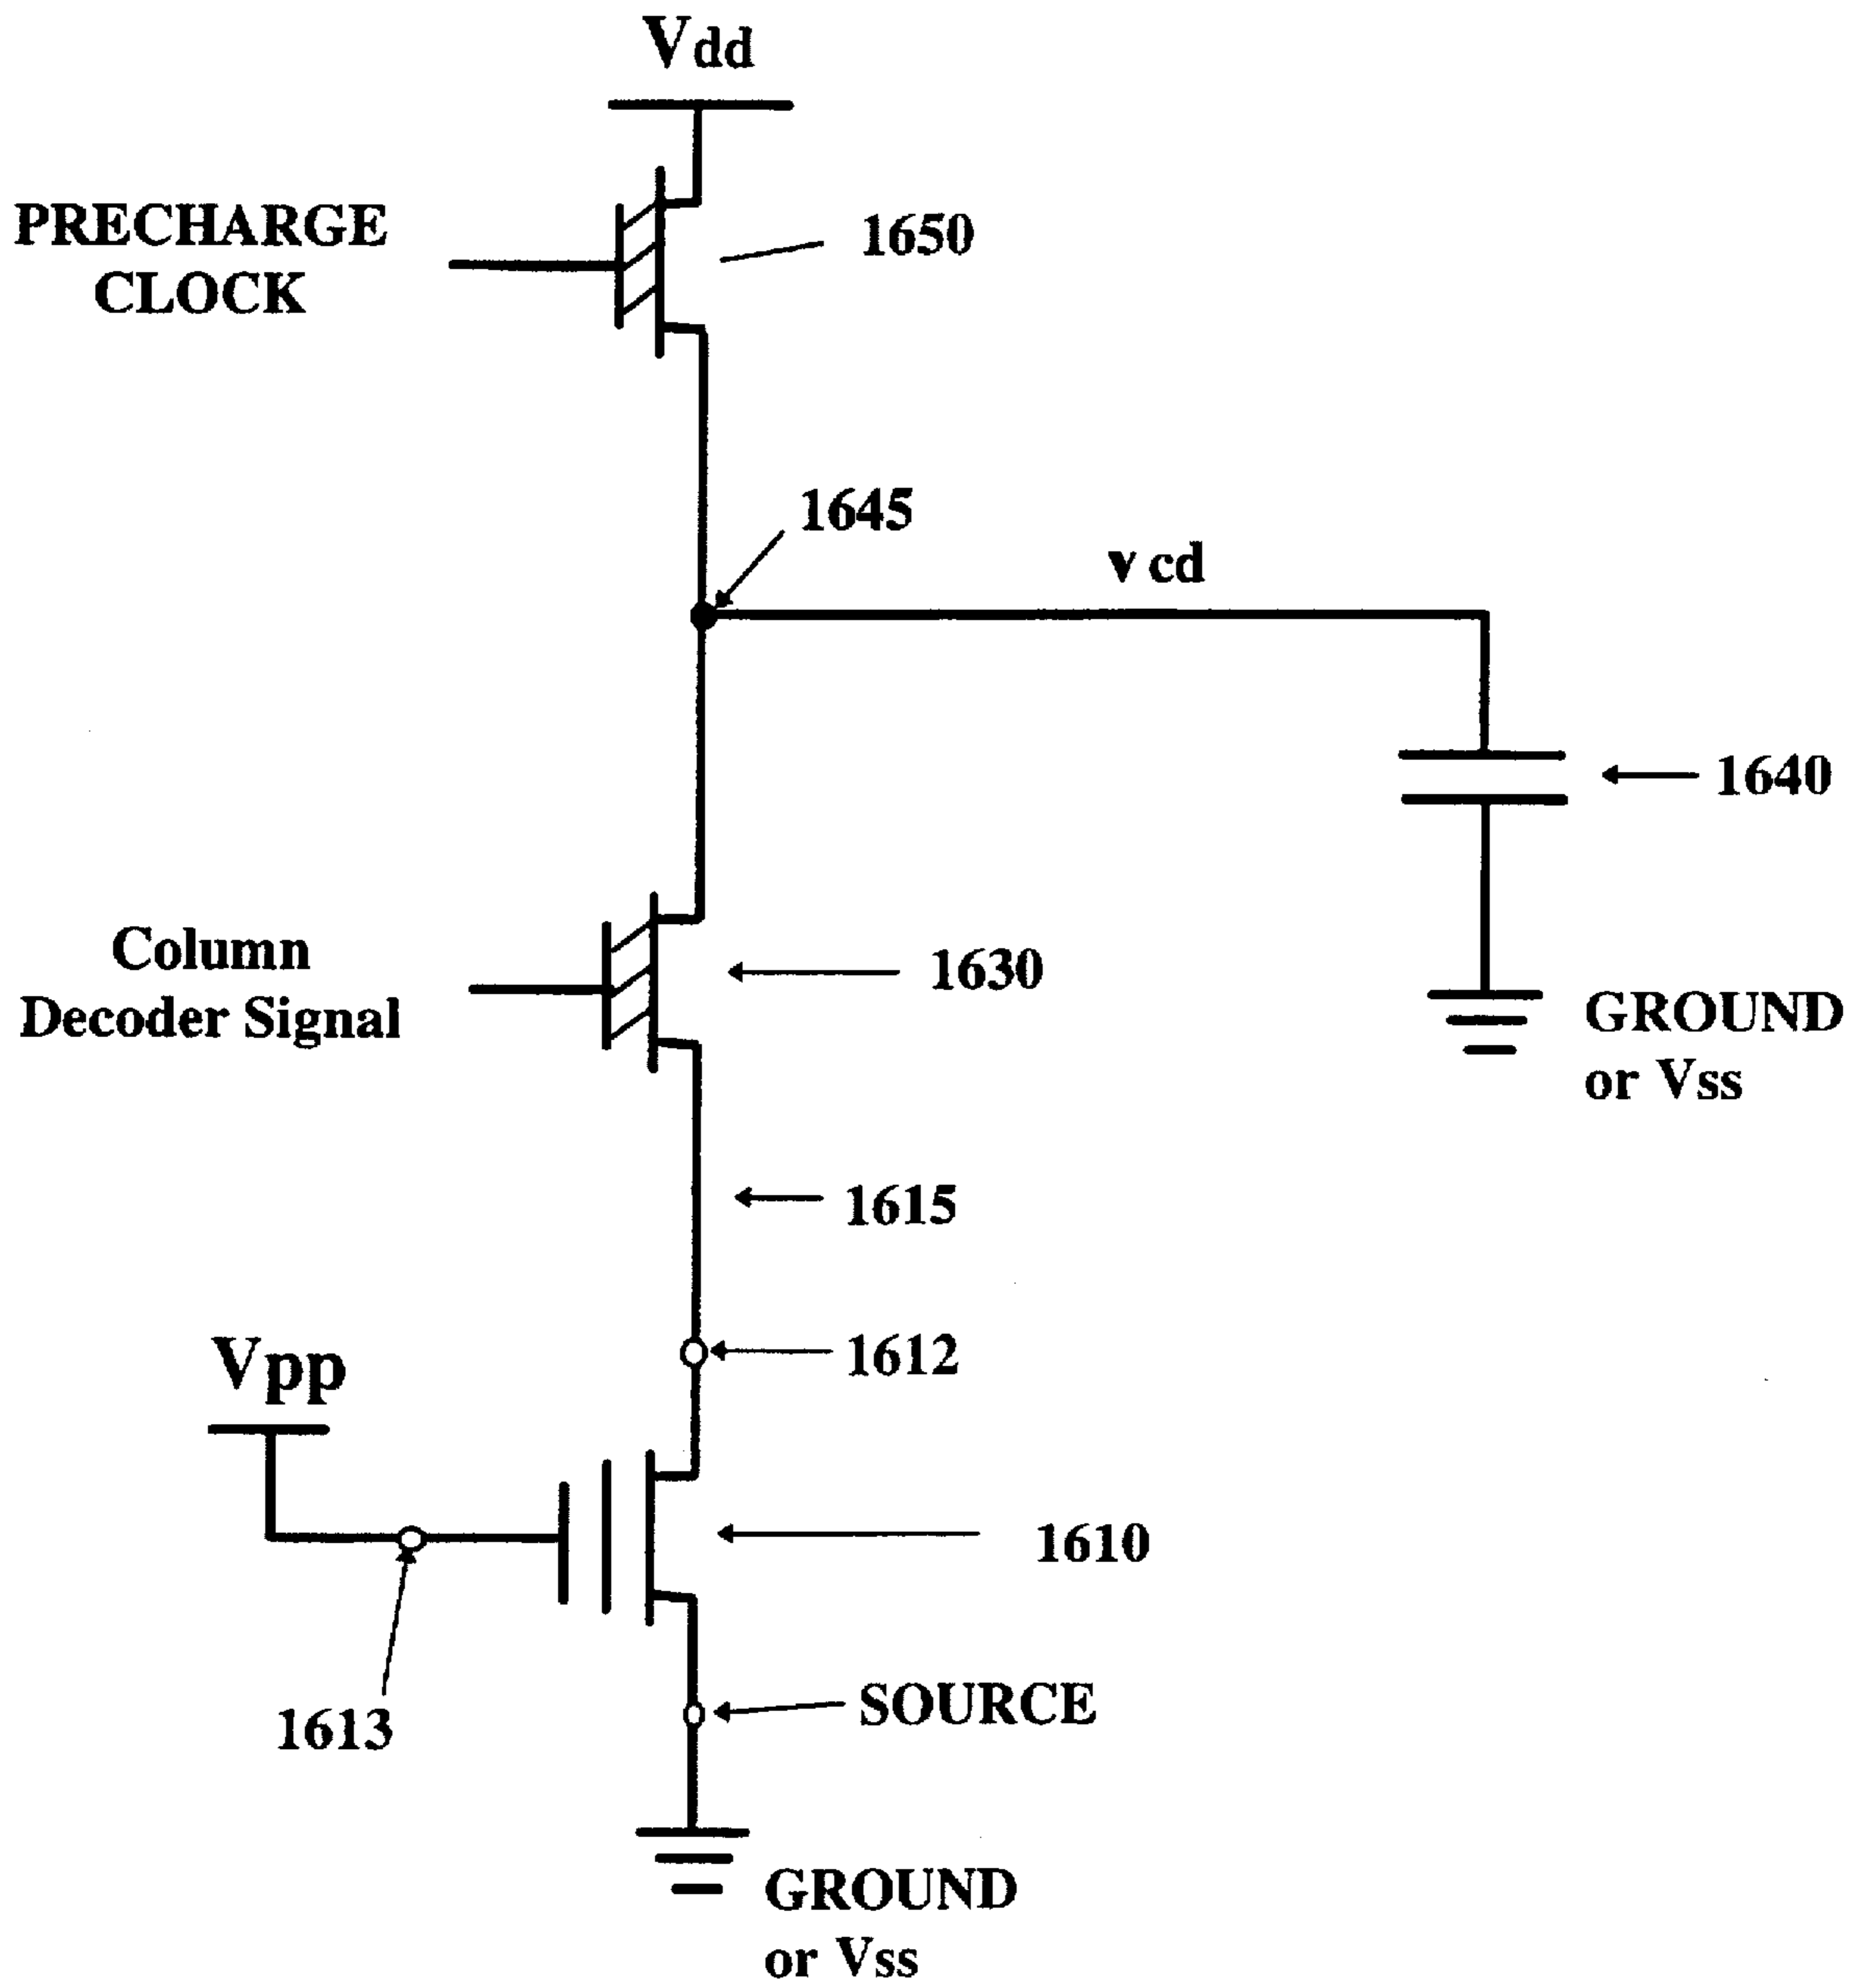 Vdd
PRECHARGE
CLOCK
1650
1645
vcd
1640
Column
Decoder Signal
1630
GROUND
or Vss
1615
Vpp
1612
1610
1613
SOURCE
GROUND
or Vss